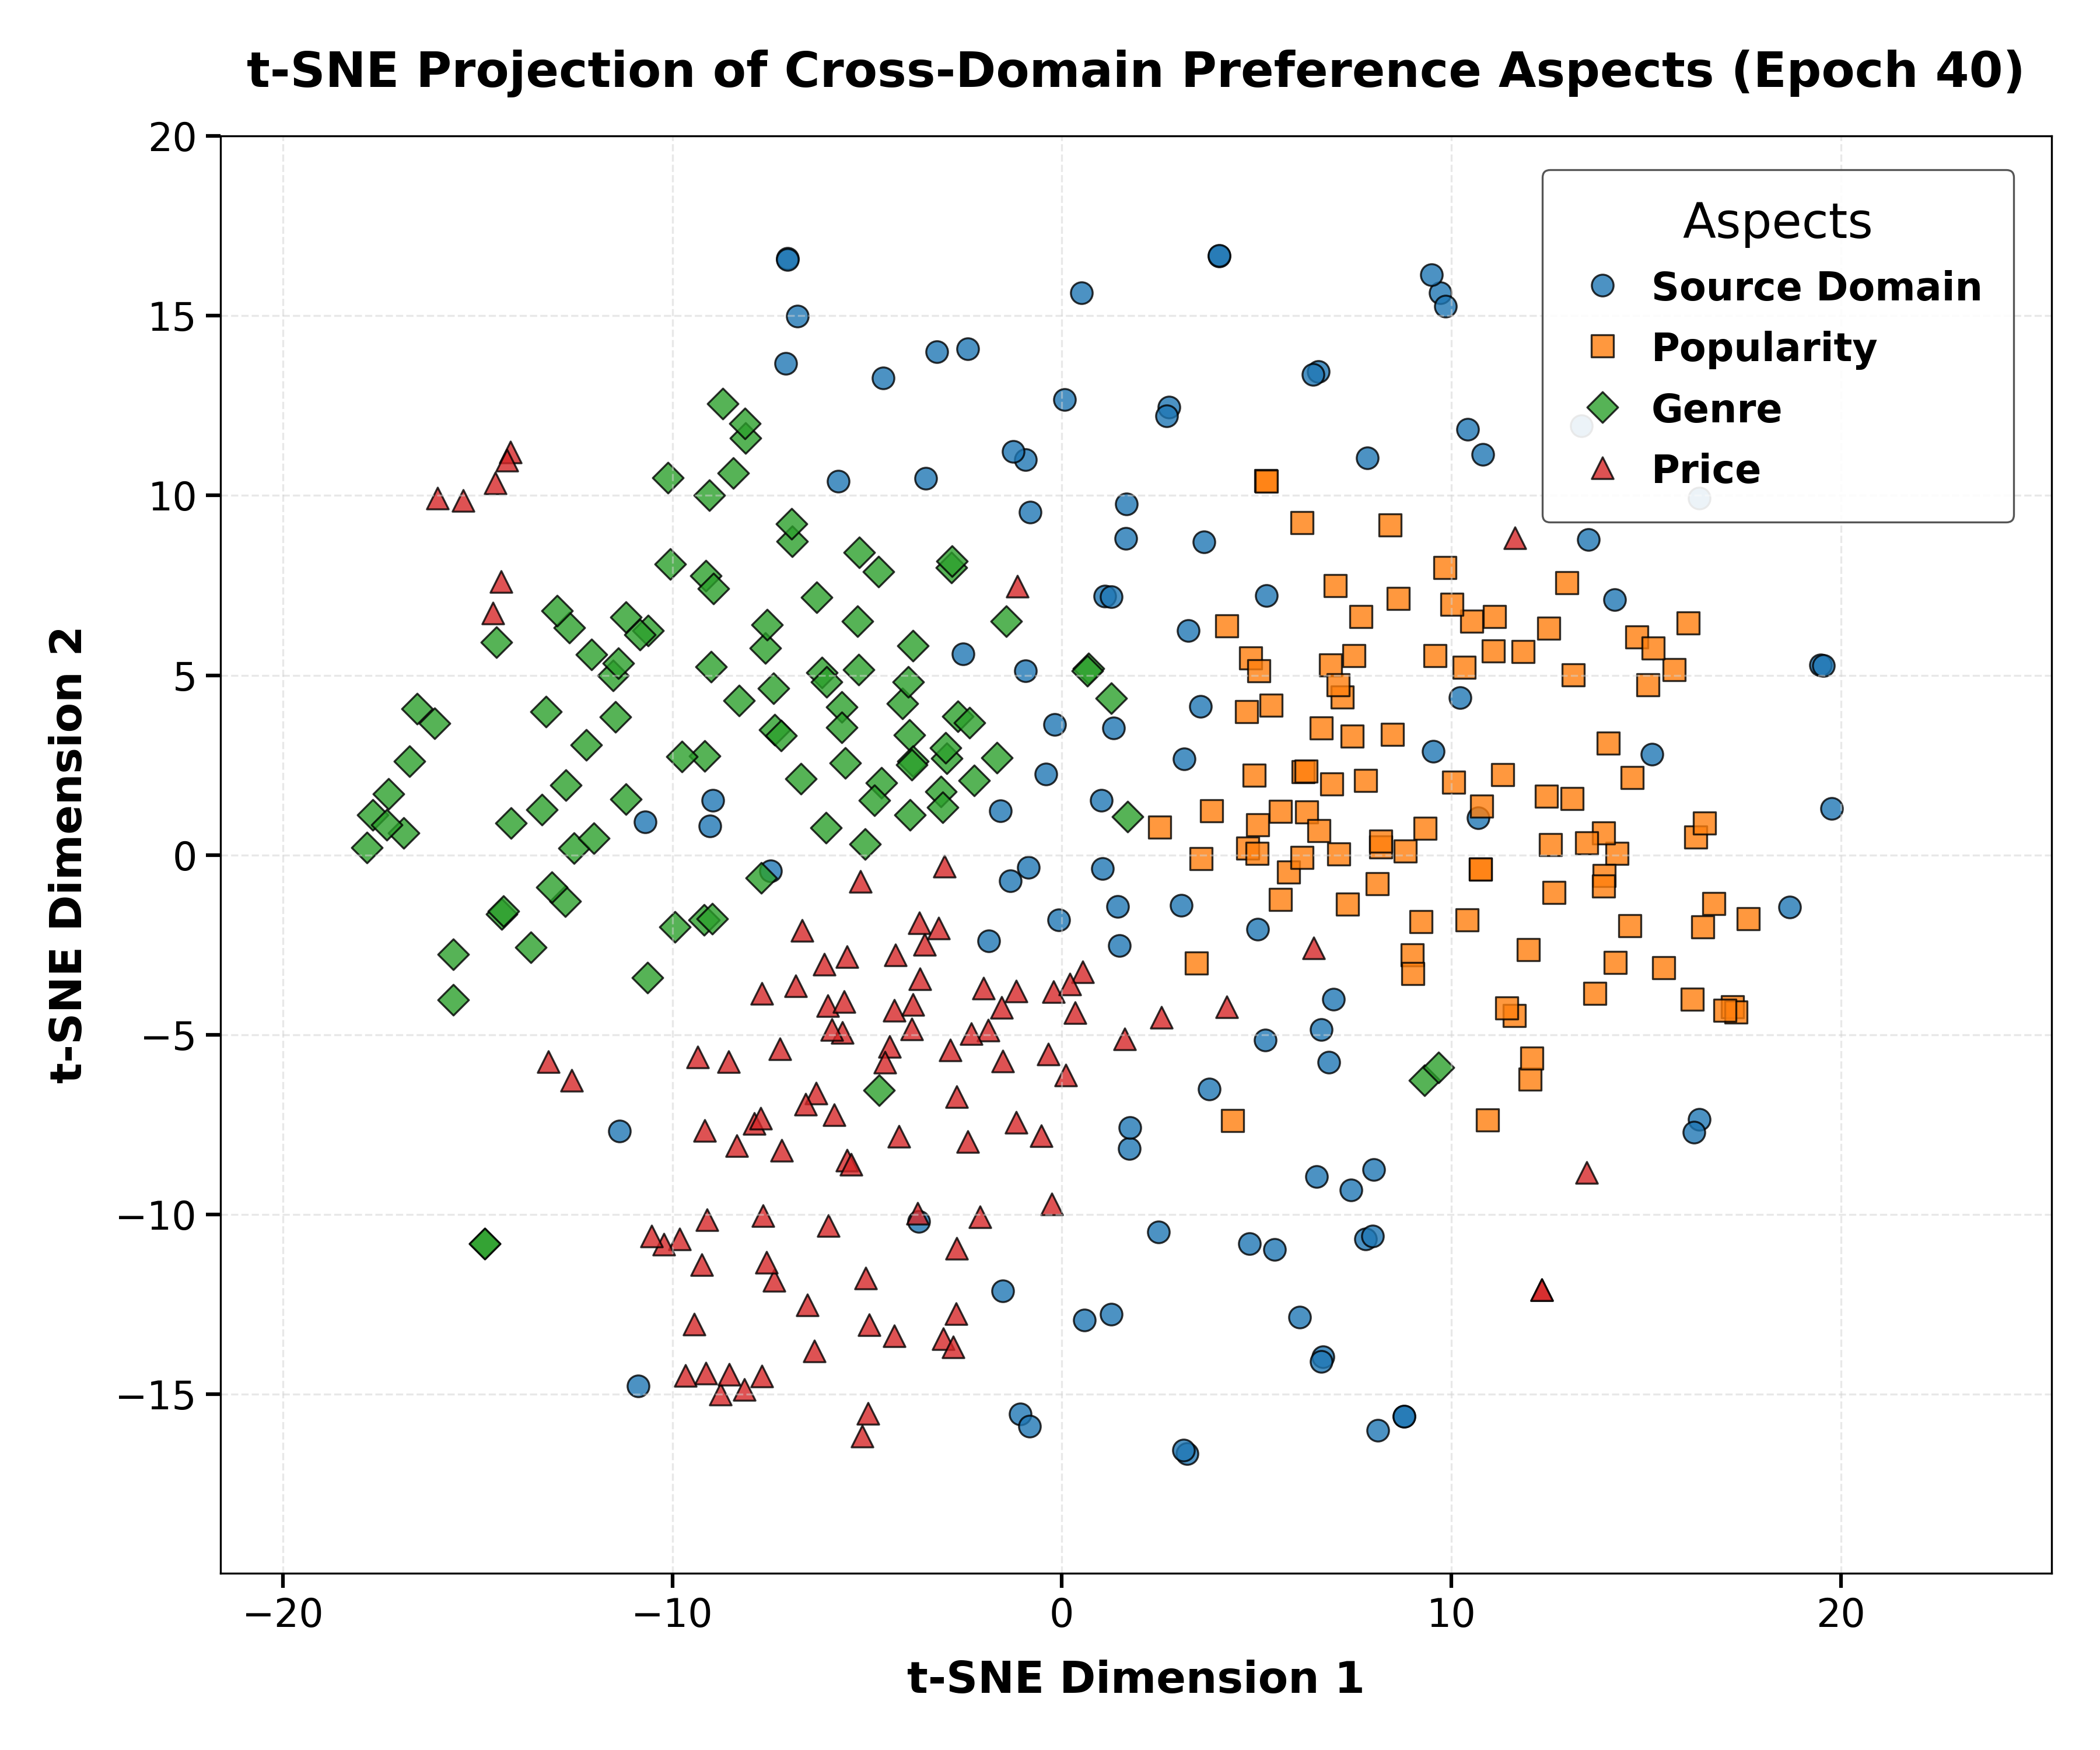 t-SNE Projection of Cross-Domain Preference Aspects (Epoch 40)
20
15
10
5
0
−5
−10
−15
t-SNE Dimension 2
Aspects
Source Domain
Popularity
Genre
Price
−20 −10 0 10 20
t-SNE Dimension 1